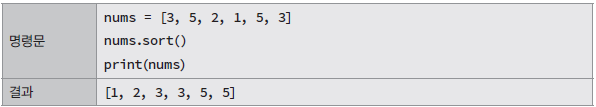 명령문
nums = [3, 5, 2, 1, 5, 3]
nums.sort()
print(nums)
결과
[1, 2, 3, 3, 5, 5]